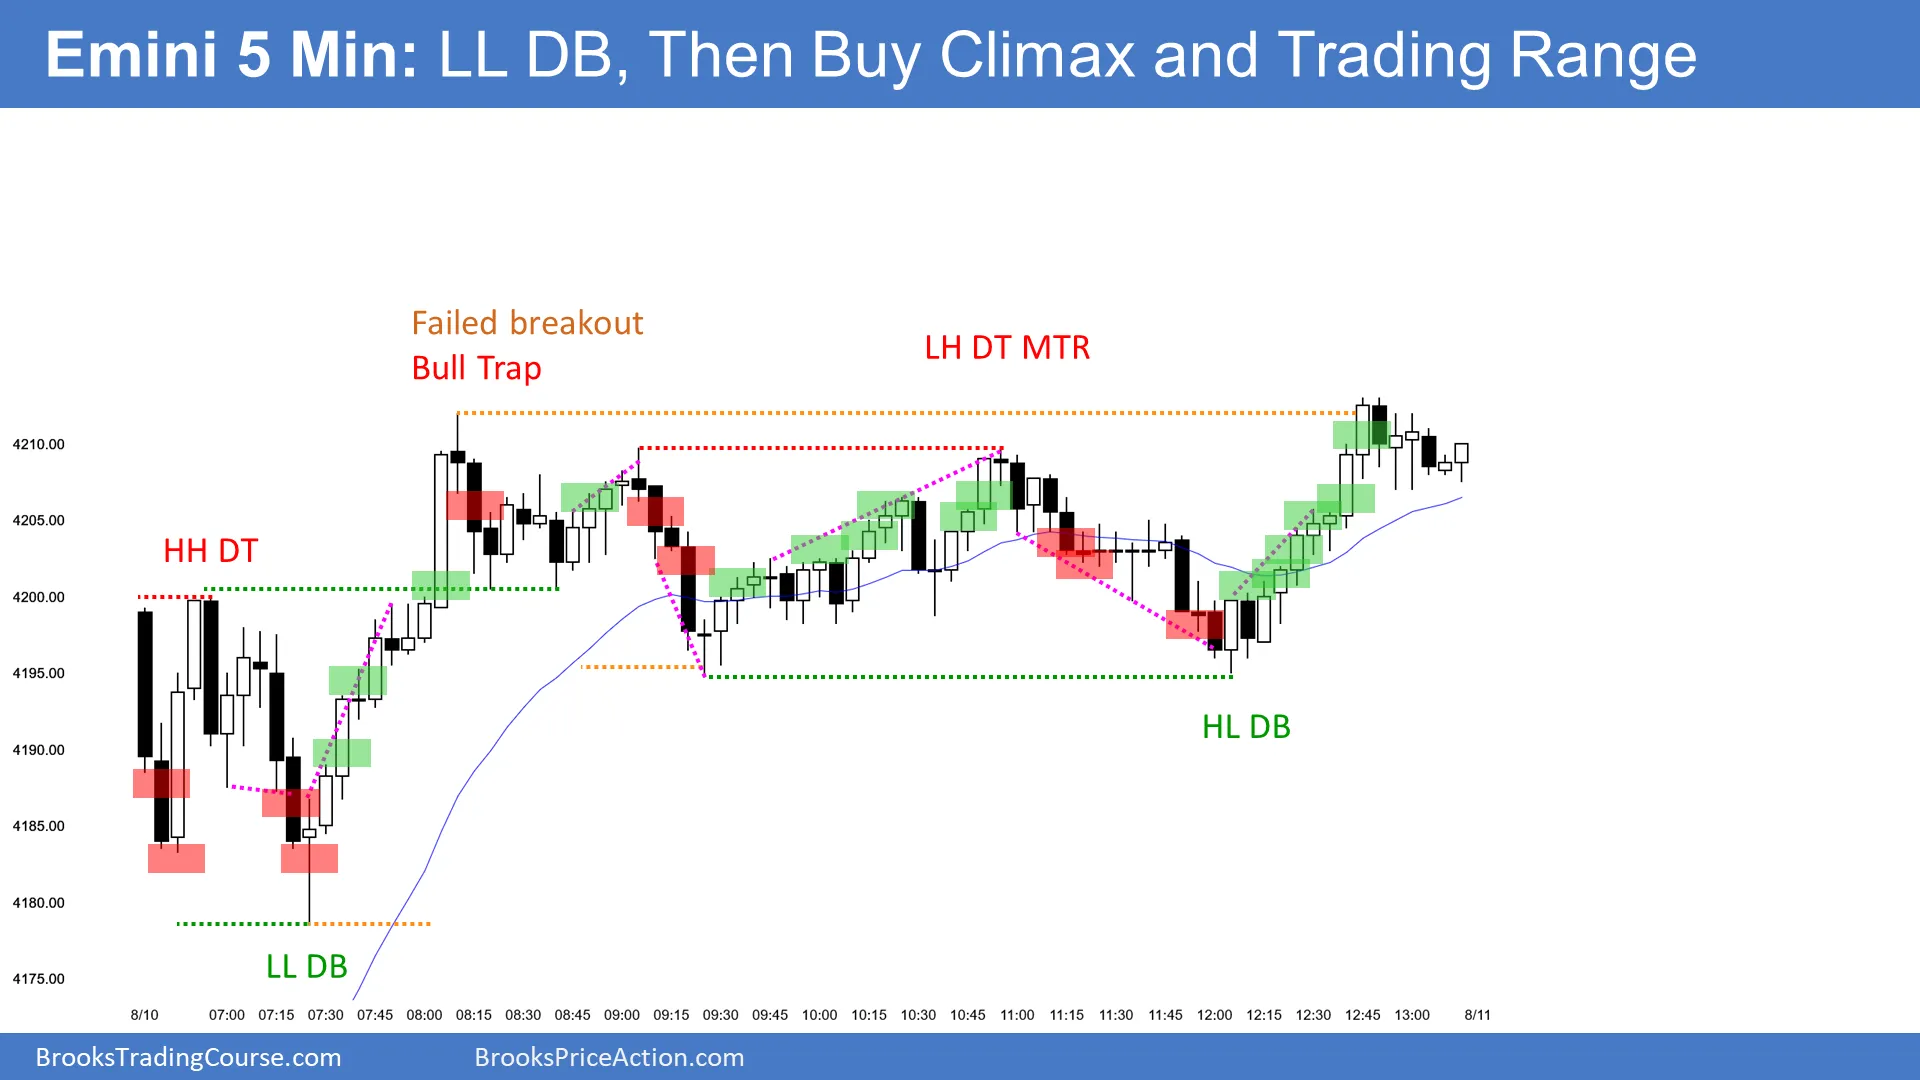 Emini 5 Min: LL DB, Then Buy Climax and Trading Range
Failed breakout
Bull Trap
LH DT MTR
HH DT
HL DB
LL DB
4210.00
4205.00
4200.00
4195.00
4190.00
4185.00
4180.00
4175.00
8/10 07:00 07:15 07:30 07:45 08:00 08:15 08:30 08:45 09:00 09:15 09:30 09:45 10:00 10:15 10:30 10:45 11:00 11:15 11:30 11:45 12:00 12:15 12:30 12:45 13:00 8/11
BrooksTradingCourse.com BrooksPriceAction.com